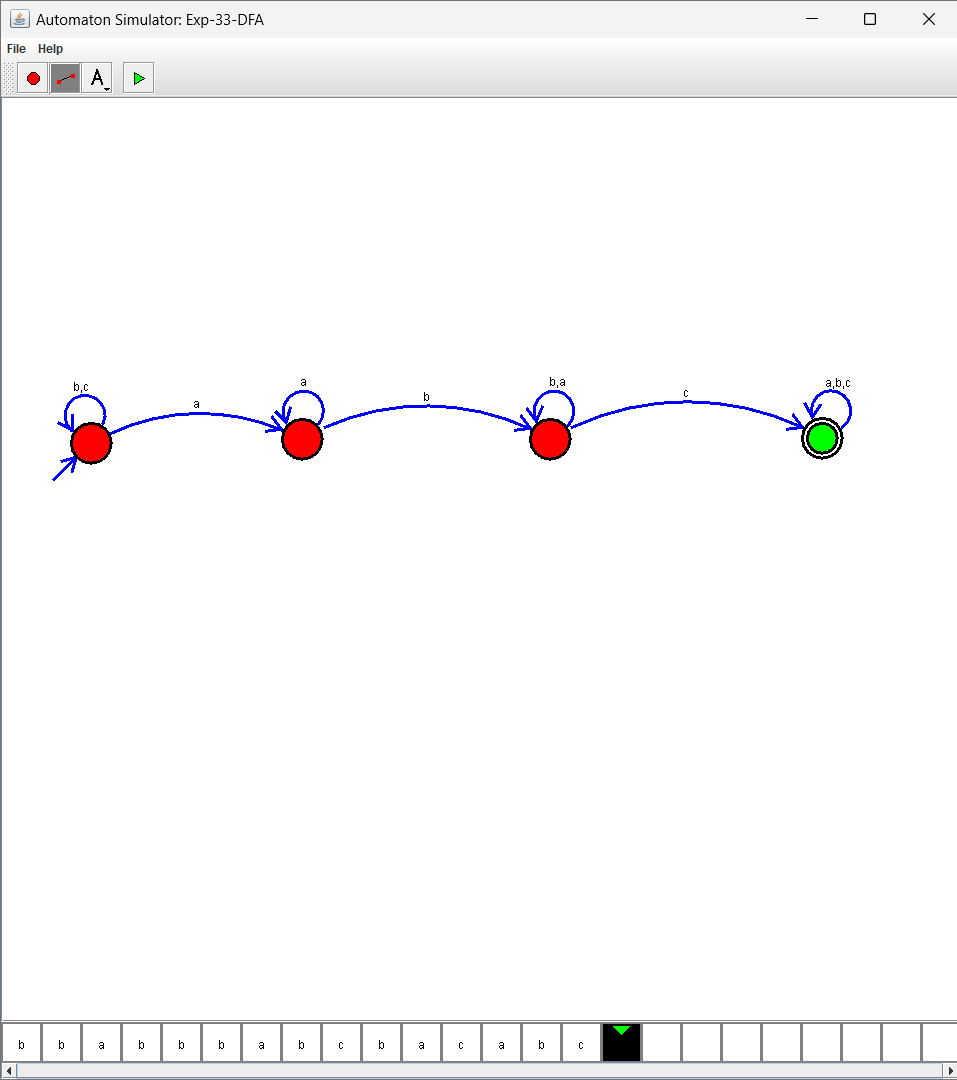 Automaton Simulator: Exp-33-DFA
File Help
A
b,c
a
a
b
b,a
c
a,b,c
b b a b b b a b c b a c a b c